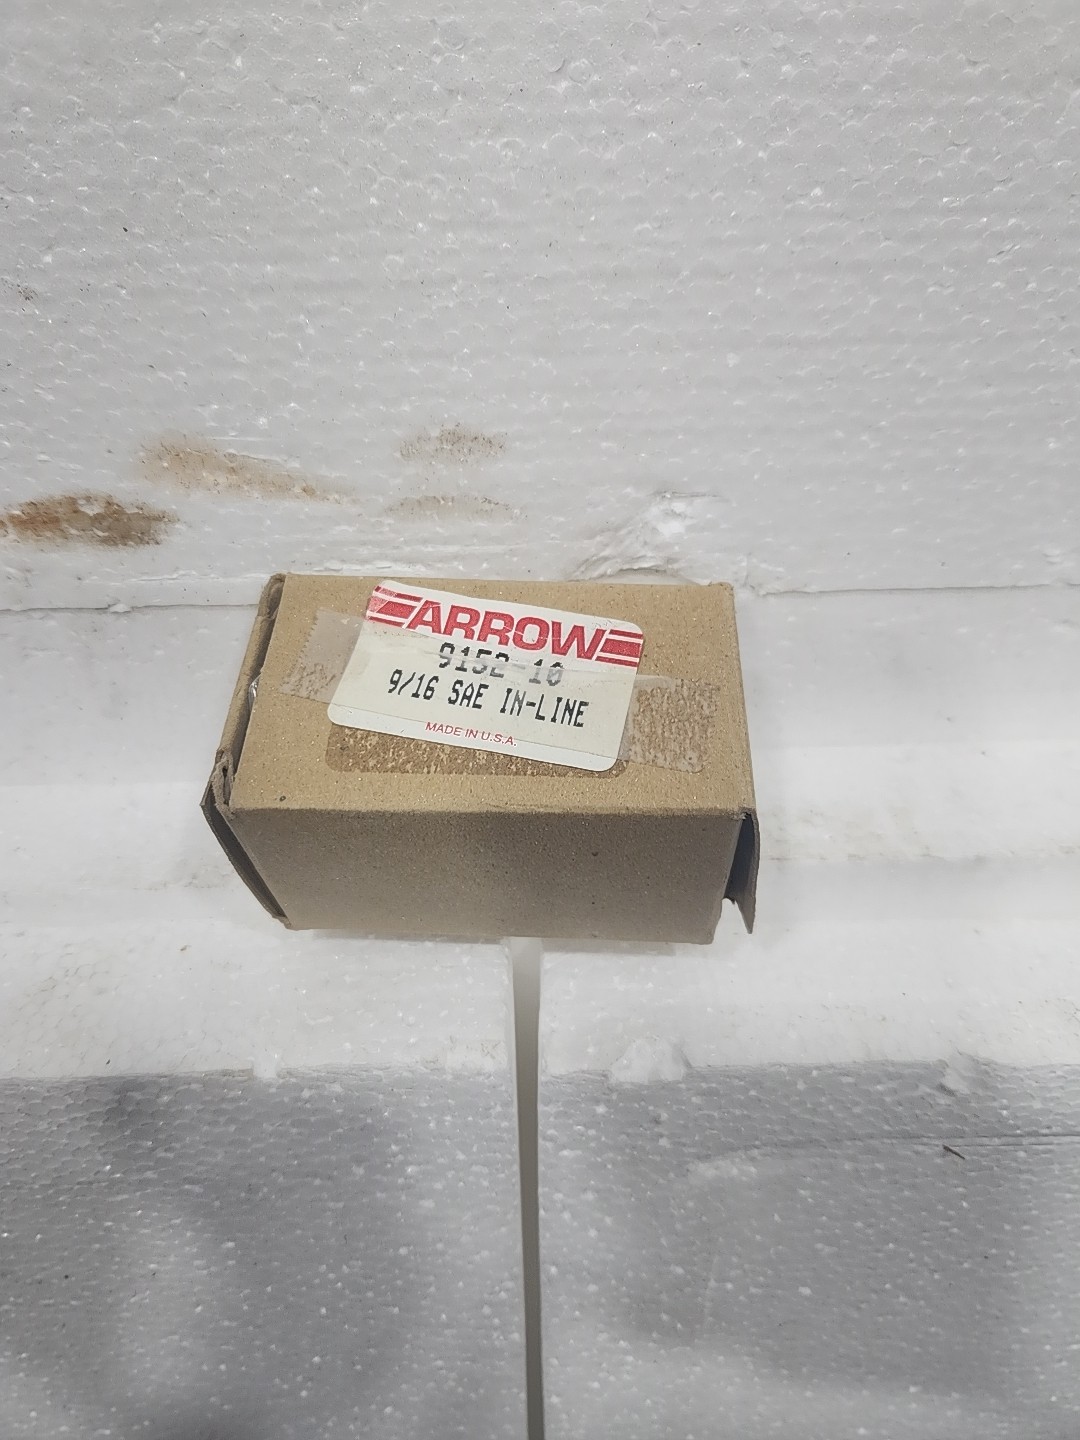 ARROW
9152-10
9/16 SAE IN-LINE
MADE IN U.S.A.